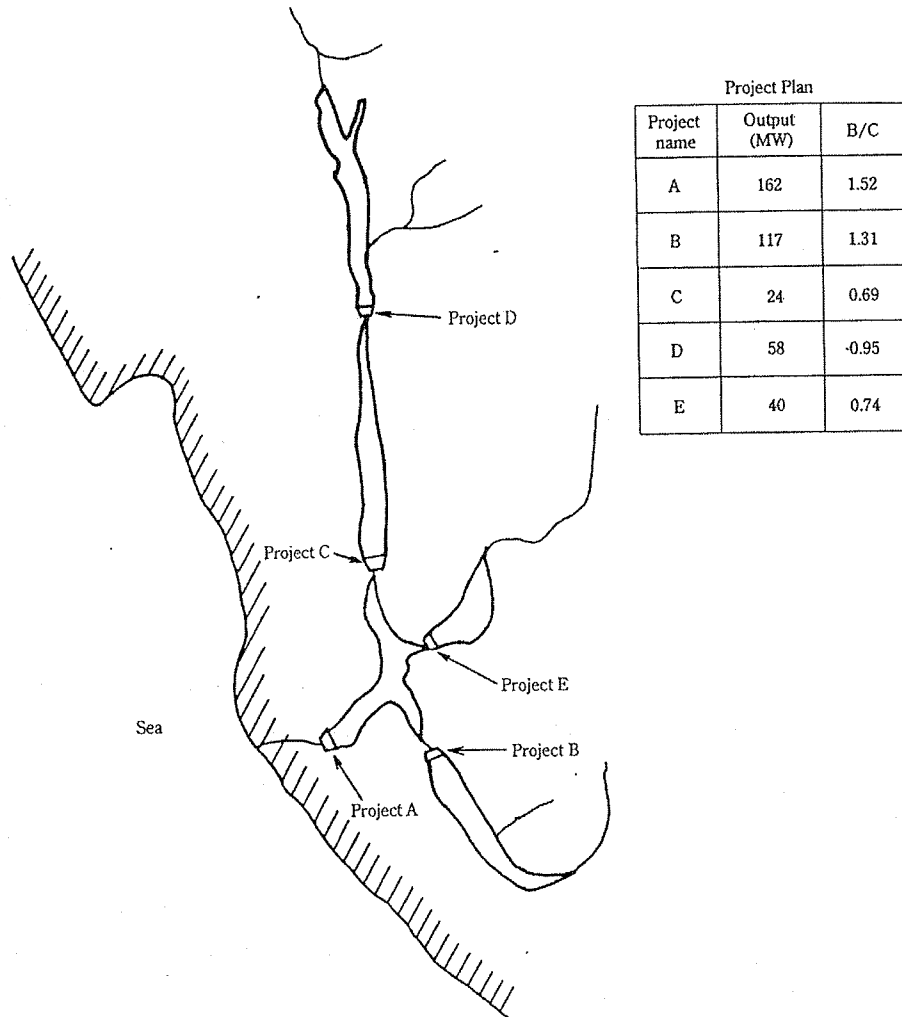 Project Plan
Project name Output (MW) B/C
A 162 1.52
B 117 1.31
C 24 0.69
D 58 -0.95
E 40 0.74
Project D
Project C
Project E
Sea
Project B
Project A